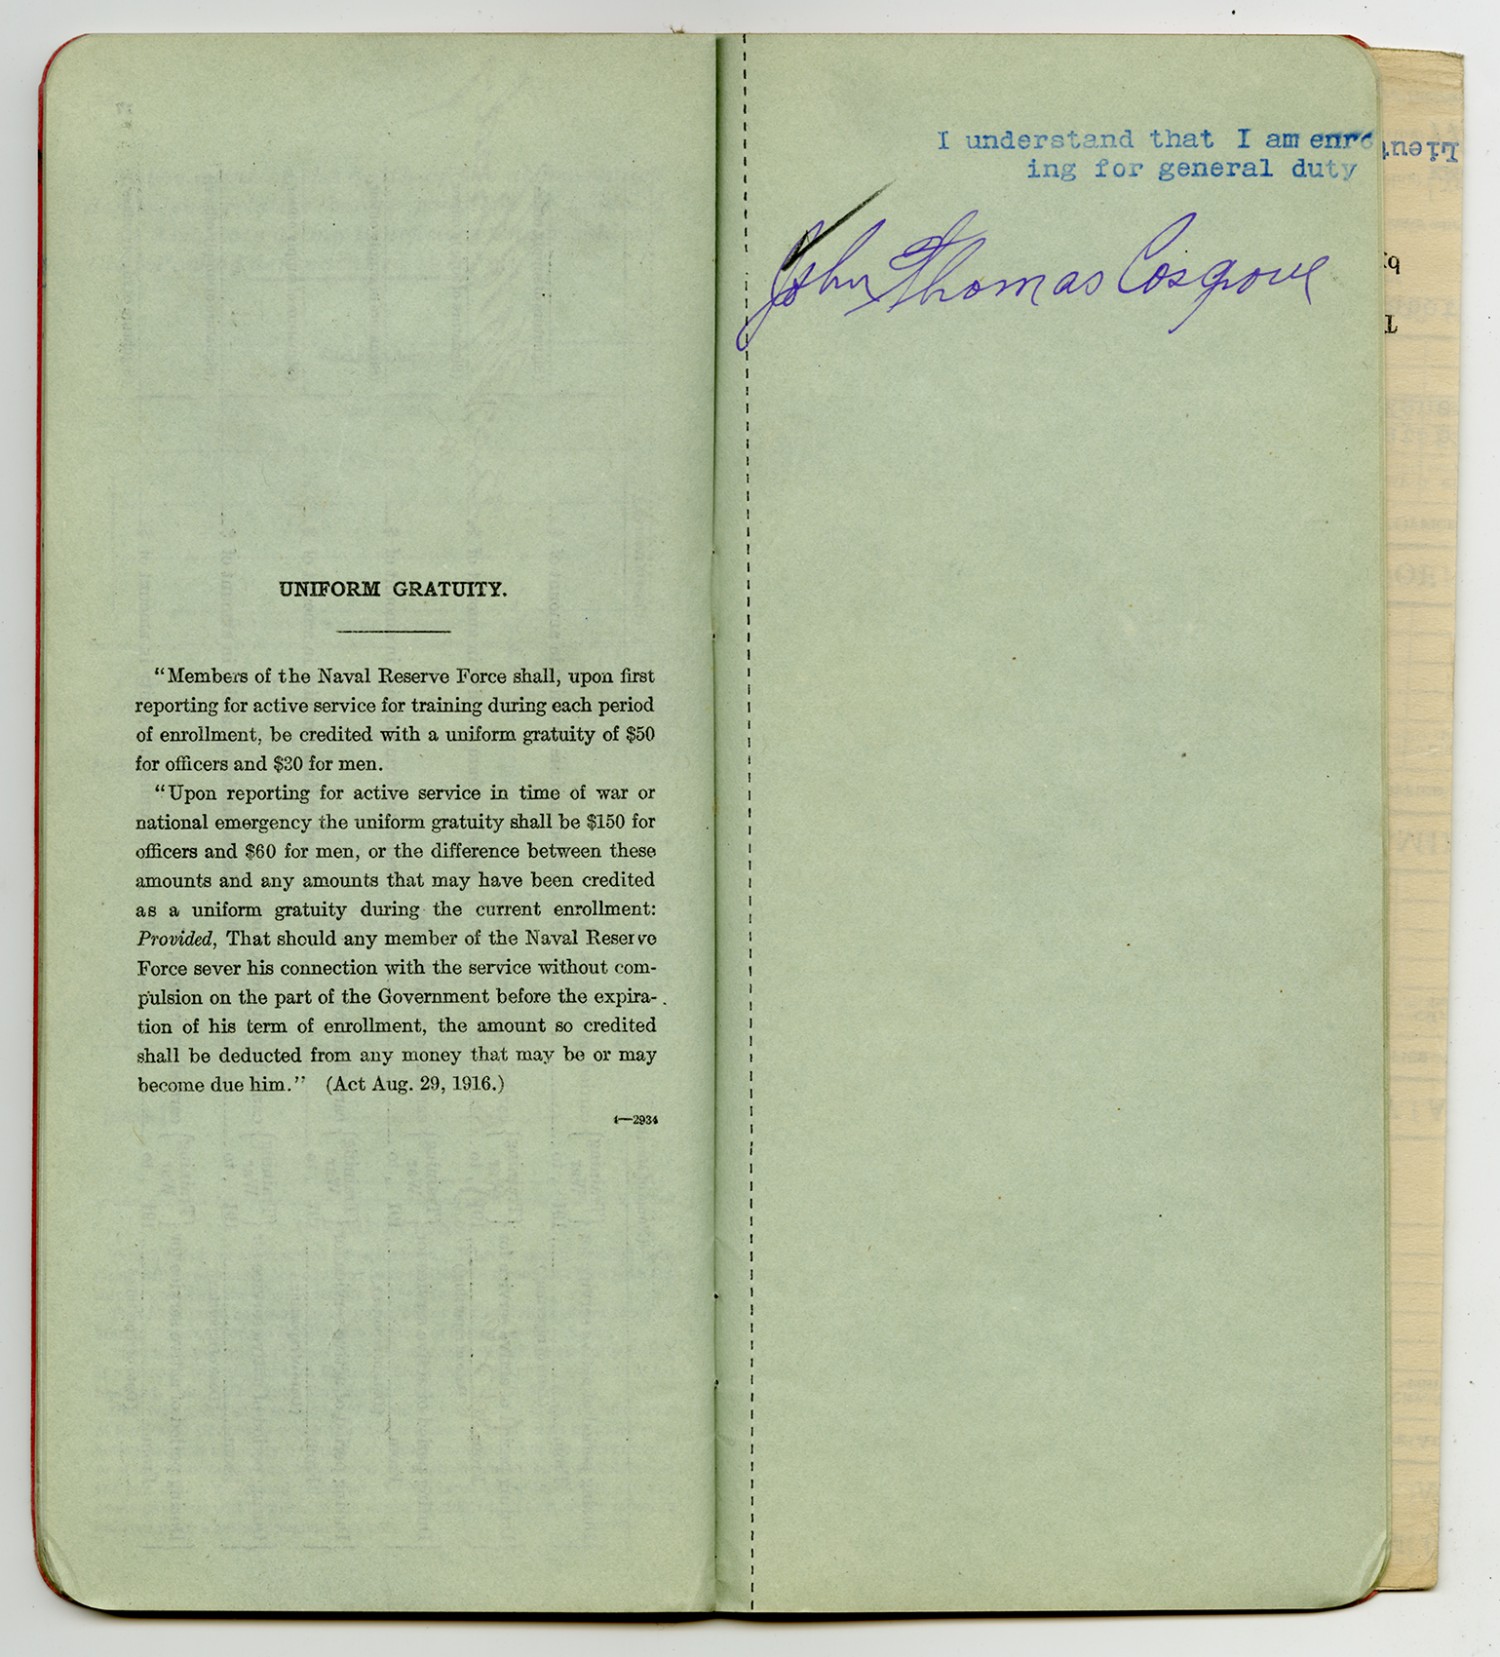 UNIFORM GRATUITY.
“Members of the Naval Reserve Force shall, upon first
reporting for active service for training during each period
of enrollment, be credited with a uniform gratuity of $50
for officers and $30 for men.
“Upon reporting for active service in time of war or
national emergency the uniform gratuity shall be $150 for
officers and $60 for men, or the difference between these
amounts and any amounts that may have been credited
as a uniform gratuity during the current enrollment:
Provided, That should any member of the Naval Reserve
Force sever his connection with the service without com-
pulsion on the part of the Government before the expira-
tion of his term of enrollment, the amount so credited
shall be deducted from any money that may be or may
become due him.” (Act Aug. 29, 1916.)
4—2934
I understand that I am enro
ing for general duty
John Thomas Cosgrove